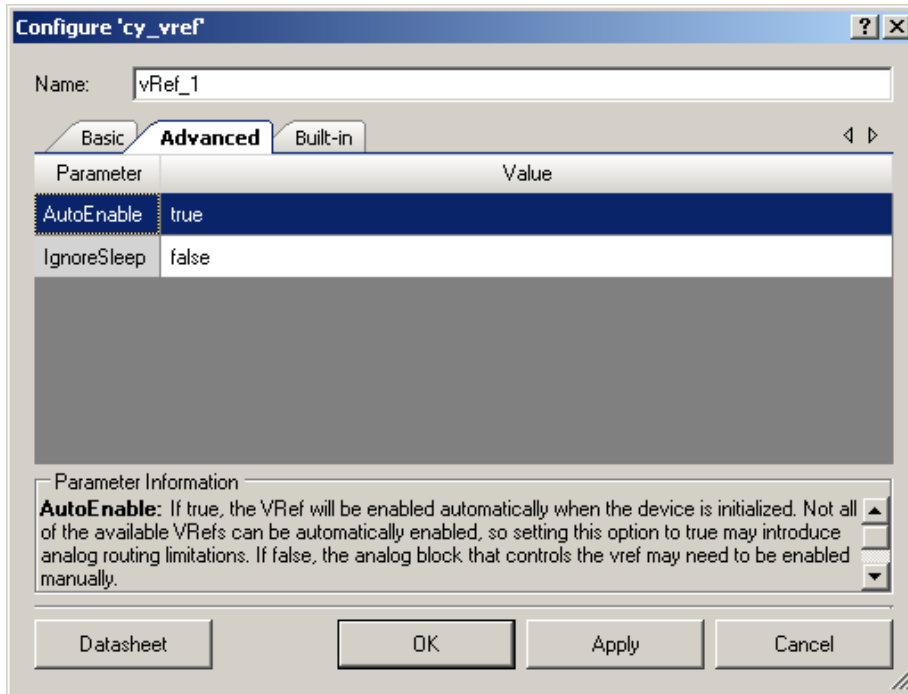 Configure 'cy_vref'
Name: vRef_1
Basic Advanced Built-in
Parameter Value
AutoEnable true
IgnoreSleep false
Parameter Information
AutoEnable: If true, the VRef will be enabled automatically when the device is initialized. Not all
of the available VRefs can be automatically enabled, so setting this option to true may introduce
analog routing limitations. If false, the analog block that controls the vref may need to be enabled
manually.
Datasheet OK Apply Cancel